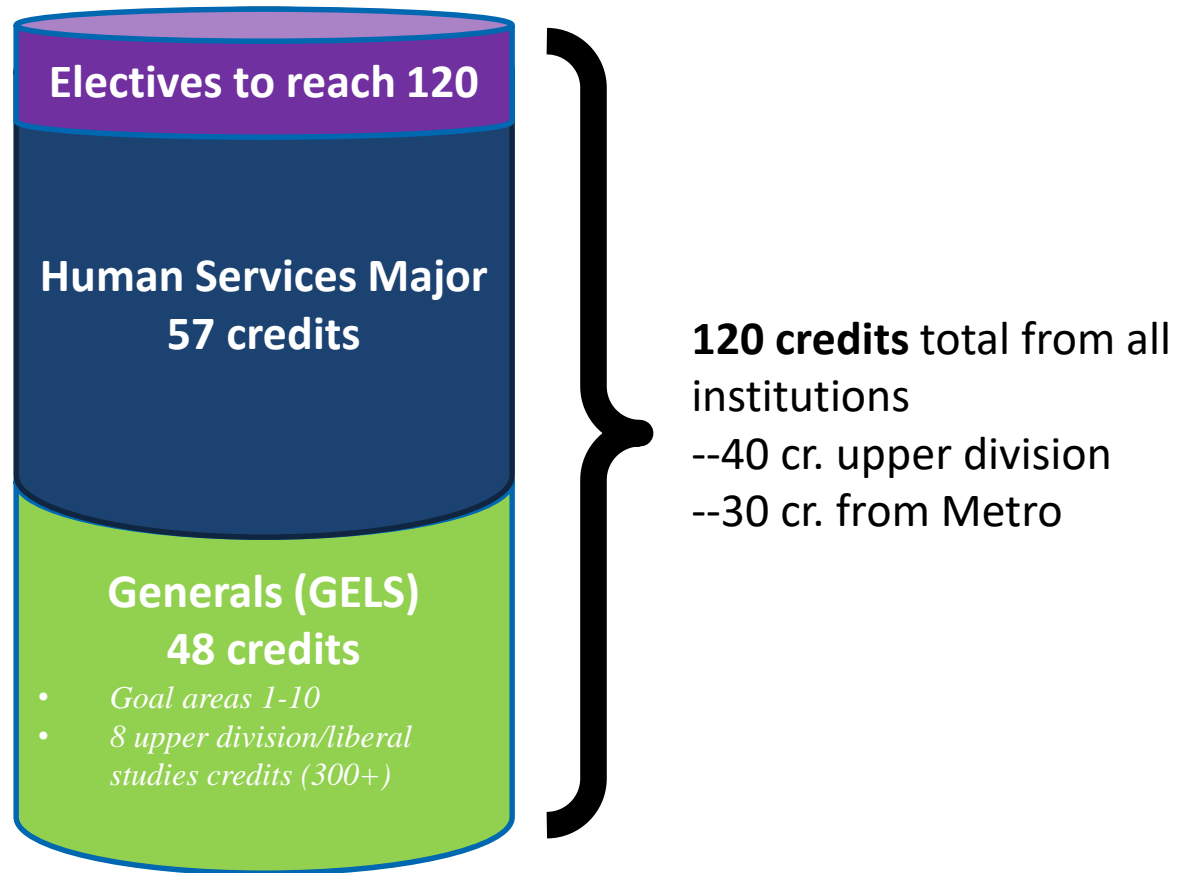 Electives to reach 120
Human Services Major
57 credits
Generals (GELS)
48 credits
• Goal areas 1-10
• 8 upper division/liberal
studies credits (300+)
120 credits total from all
institutions
--40 cr. upper division
--30 cr. from Metro